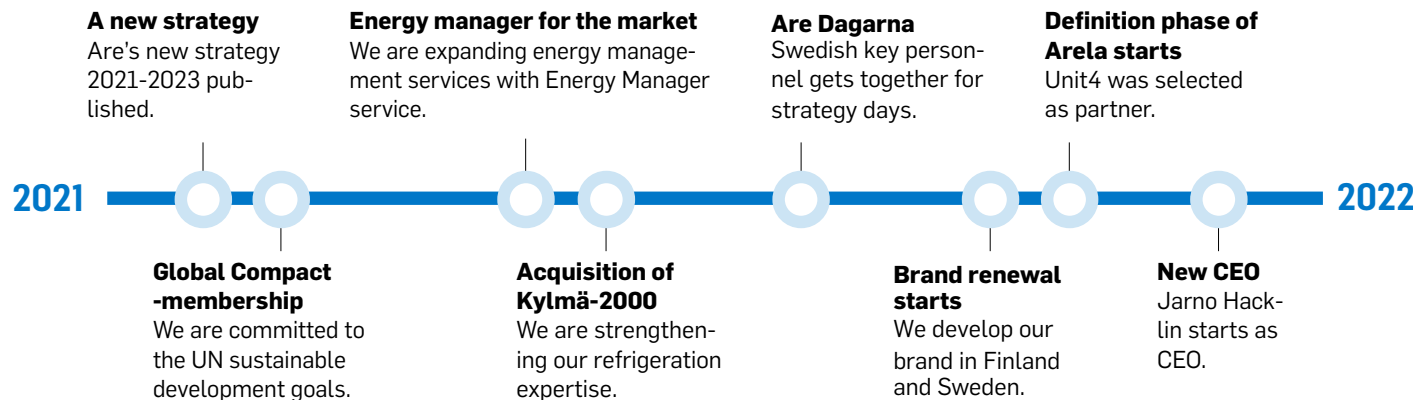 A new strategy
Are's new strategy
2021-2023 pub-
lished.
Energy manager for the market
We are expanding energy manage-
ment services with Energy Manager
service.
Are Dagarna
Swedish key person-
nel gets together for
strategy days.
Definition phase of
Arela starts
Unit4 was selected
as partner.
2021
2022
Global Compact
-membership
We are committed to
the UN sustainable
development goals.
Acquisition of
Kylmä-2000
We are strengthen-
ing our refrigeration
expertise.
Brand renewal
starts
We develop our
brand in Finland
and Sweden.
New CEO
Jarno Hack-
lin starts as
CEO.